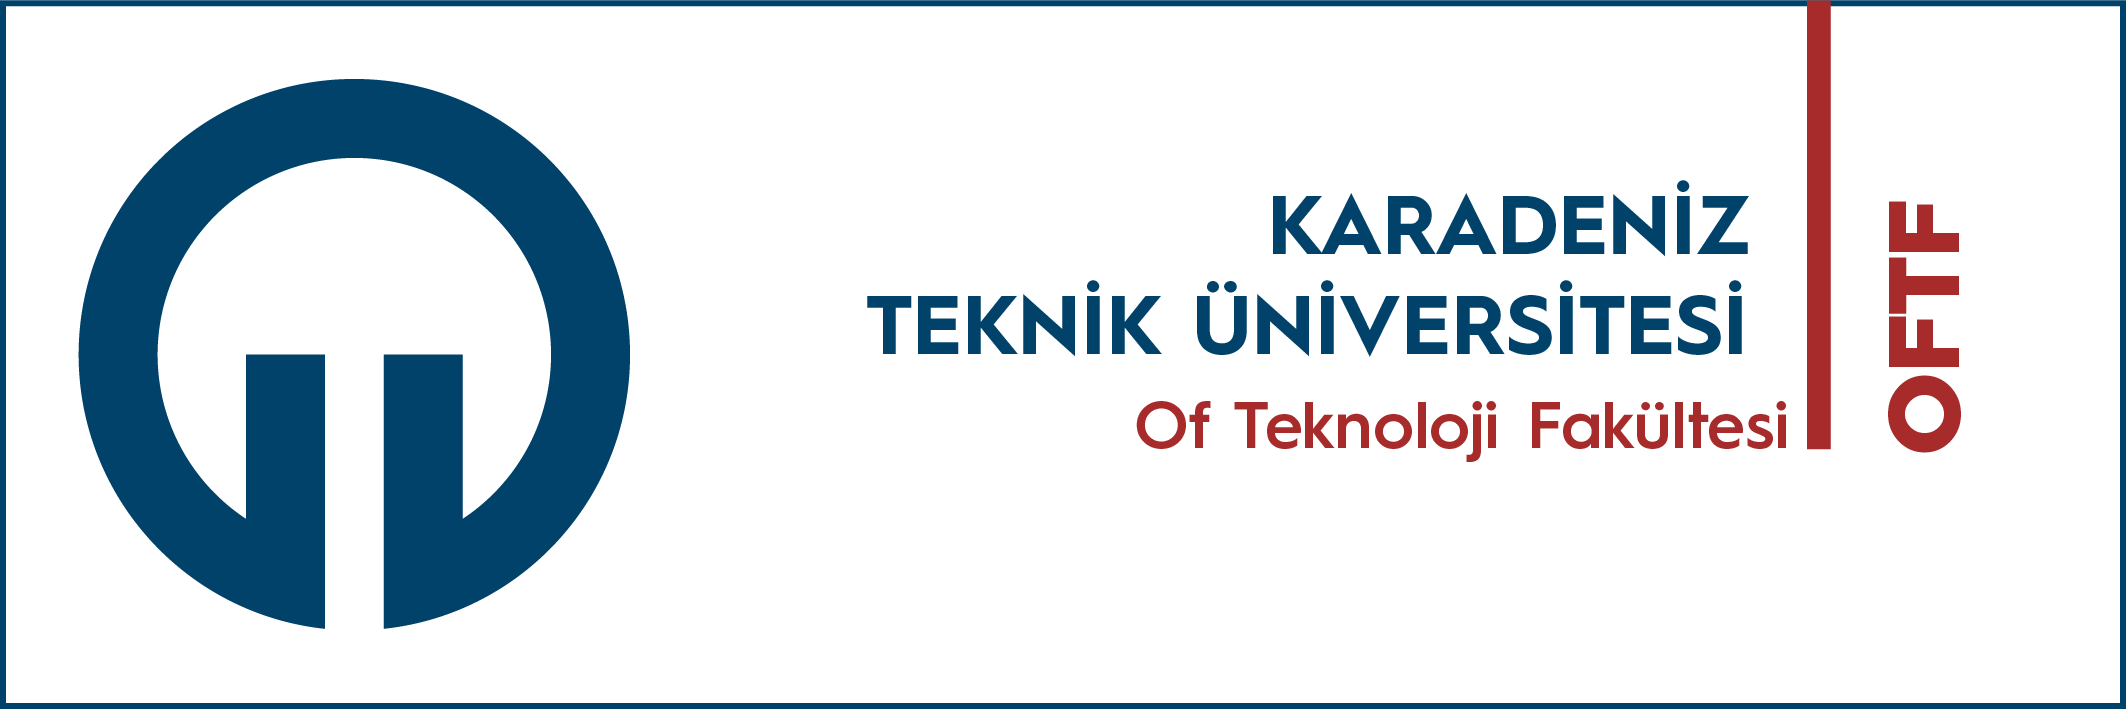 KARADENİZ
TEKNİK ÜNİVERSİTESİ
Of Teknoloji Fakültesi
OFTF